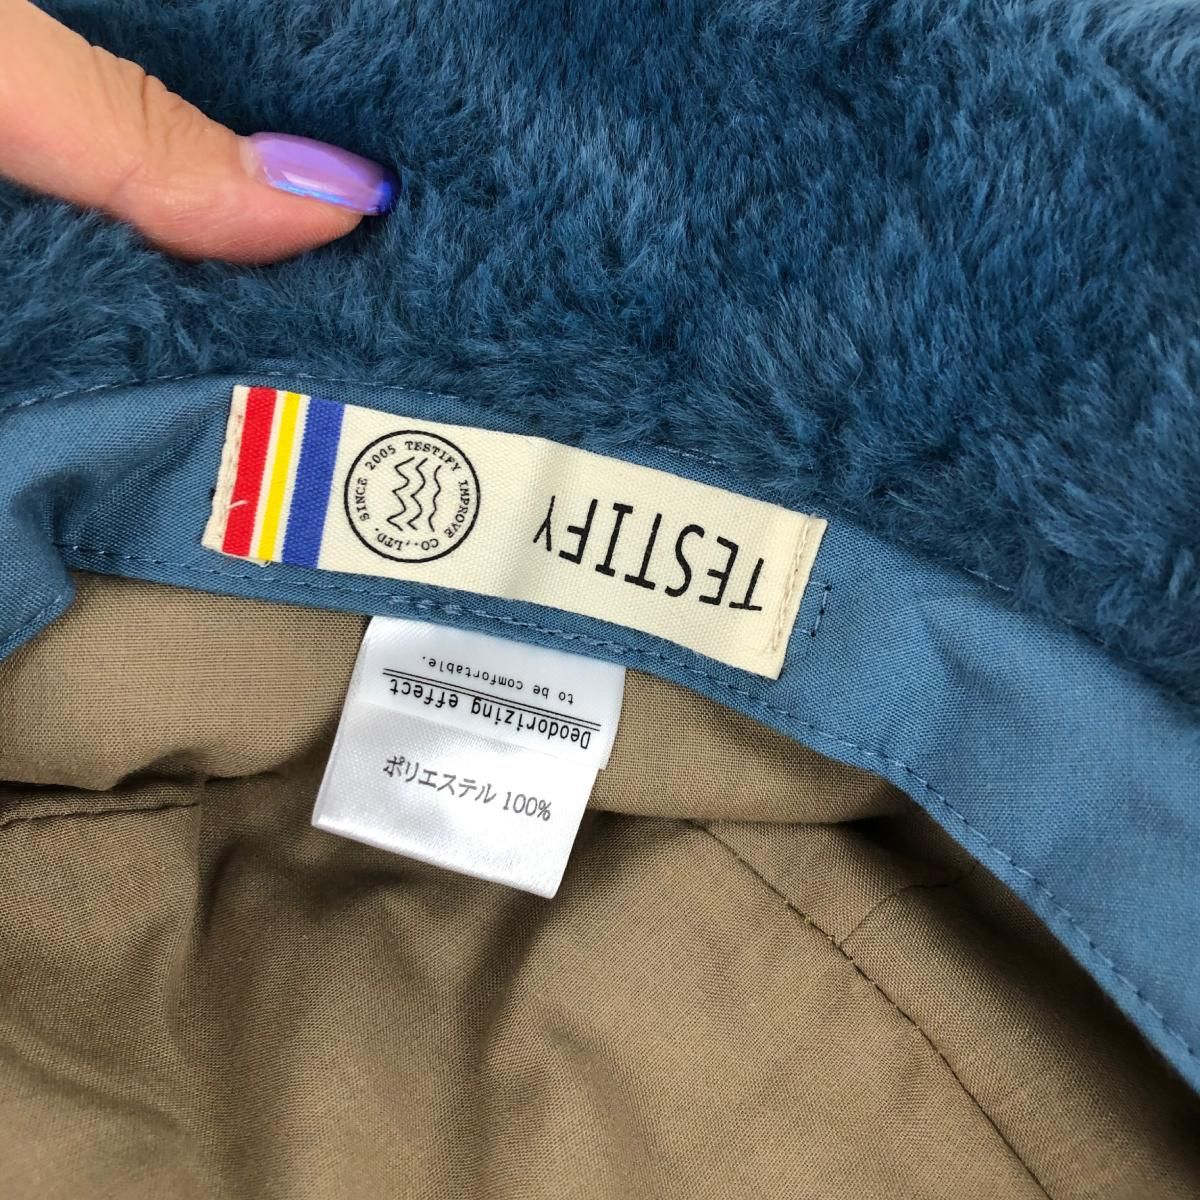 SINCE 2005 TESTIFY IMPROVE CO.,LTD.
TESTIFY
Deodorizing effect
to be comfortable.
ポリエステル 100%